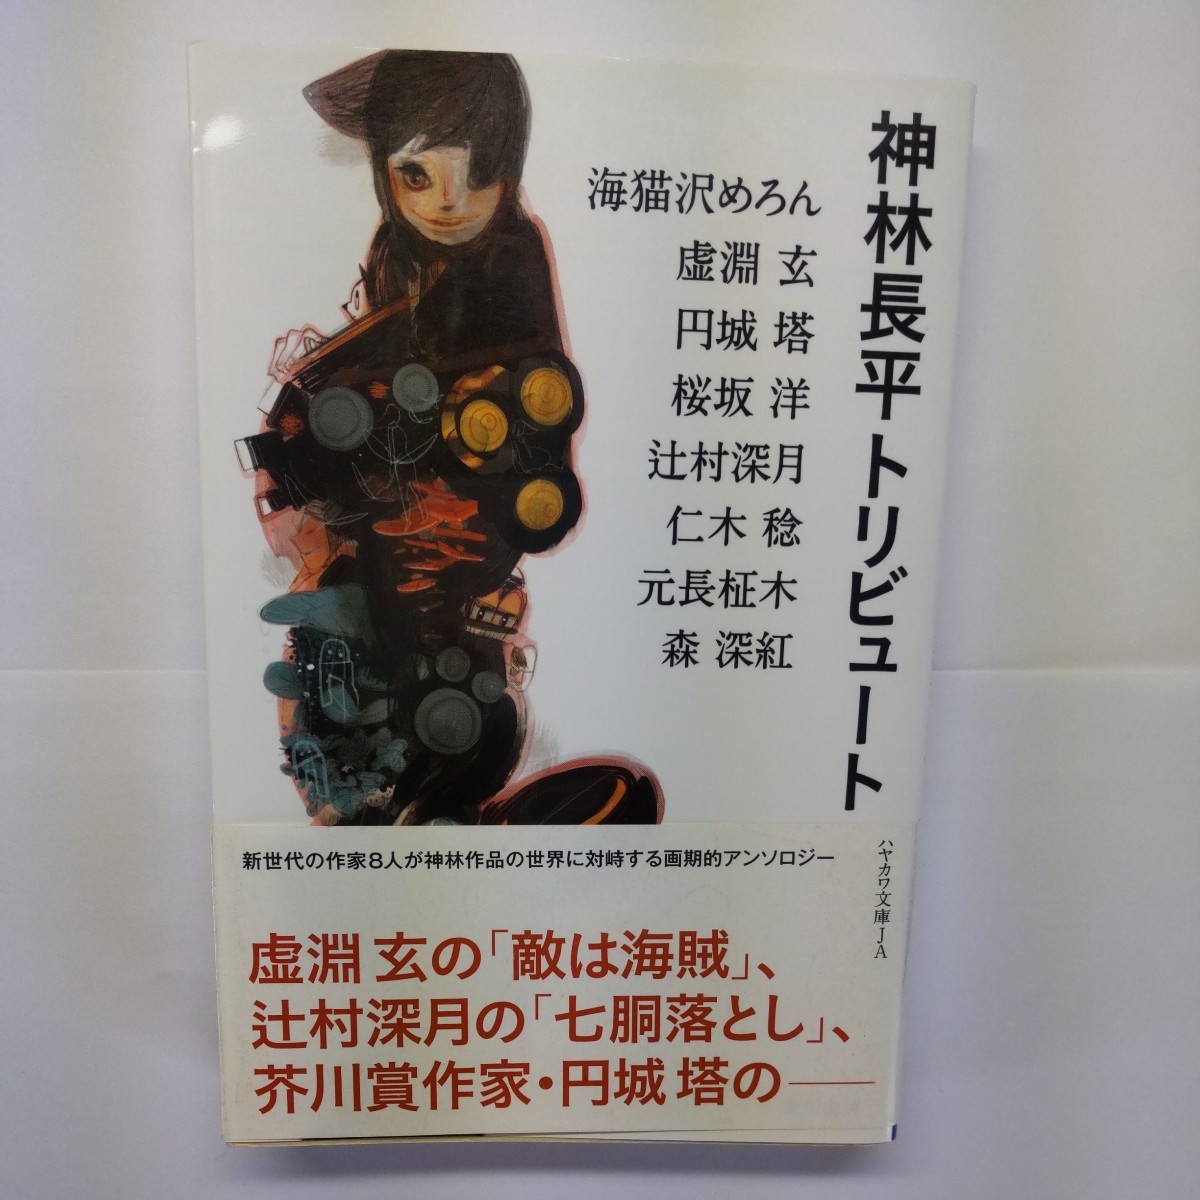 神林長平トリビュート
海猫沢めろん
虚淵 玄
円城 塔
桜坂 洋
辻村深月
仁木 稔
元長柾木
森 深紅
ハヤカワ文庫JA
新世代の作家8人が神林作品の世界に対峙する画期的アンソロジー
虚淵 玄の「敵は海賊」、
辻村深月の「七胴落とし」、
芥川賞作家・円城 塔の——